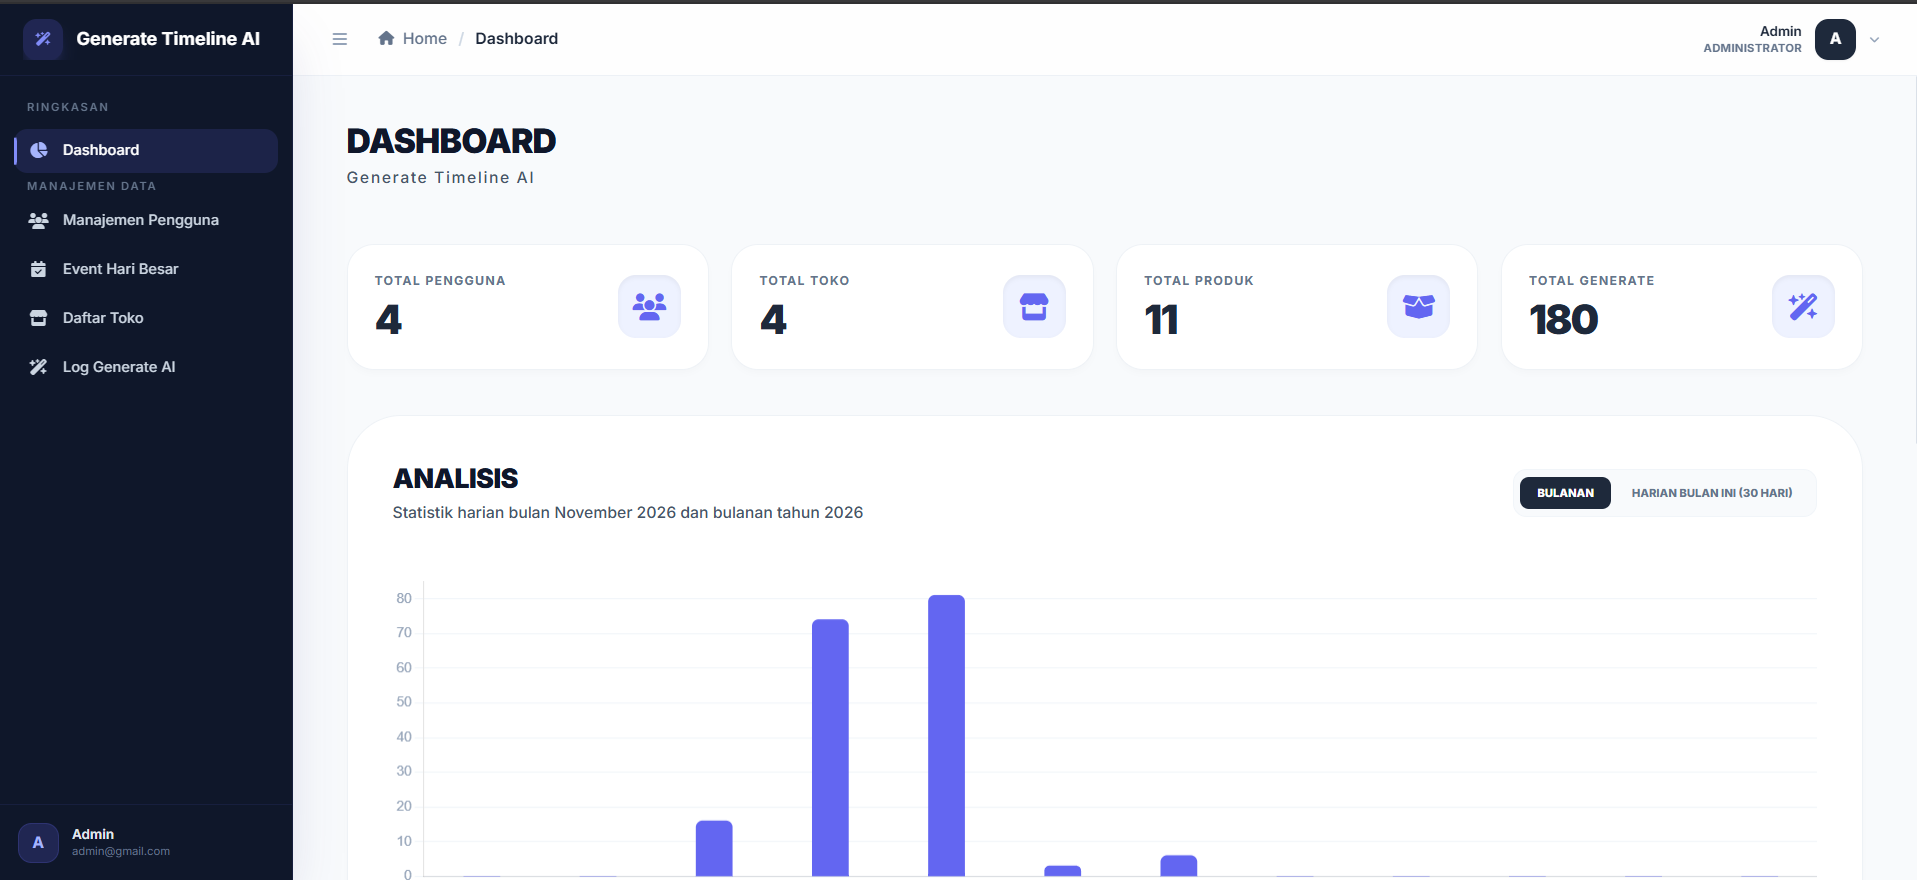 Generate Timeline AI
RINGKASAN
Dashboard
MANAJEMEN DATA
Manajemen Pengguna
Event Hari Besar
Daftar Toko
Log Generate AI
A
Admin
admin@gmail.com
Home / Dashboard
Admin
ADMINISTRATOR
A
DASHBOARD
Generate Timeline AI
TOTAL PENGGUNA
4
TOTAL TOKO
4
TOTAL PRODUK
11
TOTAL GENERATE
180
ANALISIS
Statistik harian bulan November 2026 dan bulanan tahun 2026
BULANAN
HARIAN BULAN INI (30 HARI)
80
70
60
50
40
30
20
10
0